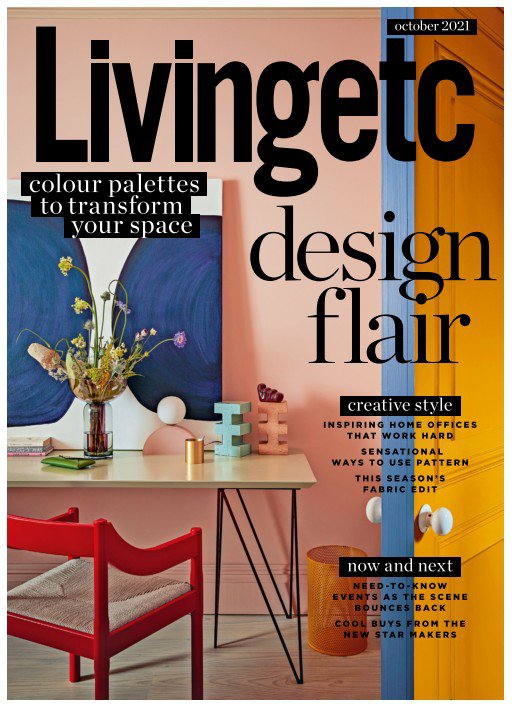 october 2021
Livingetc
colour palettes
to transform
your space
design
flair
creative style
INSPIRING HOME OFFICES
THAT WORK HARD
SENSATIONAL
WAYS TO USE PATTERN
THIS SEASON'S
FABRIC EDIT
now and next
NEED-TO-KNOW
EVENTS AS THE SCENE
BOUNCES BACK
COOL BUYS FROM THE
NEW STAR MAKERS